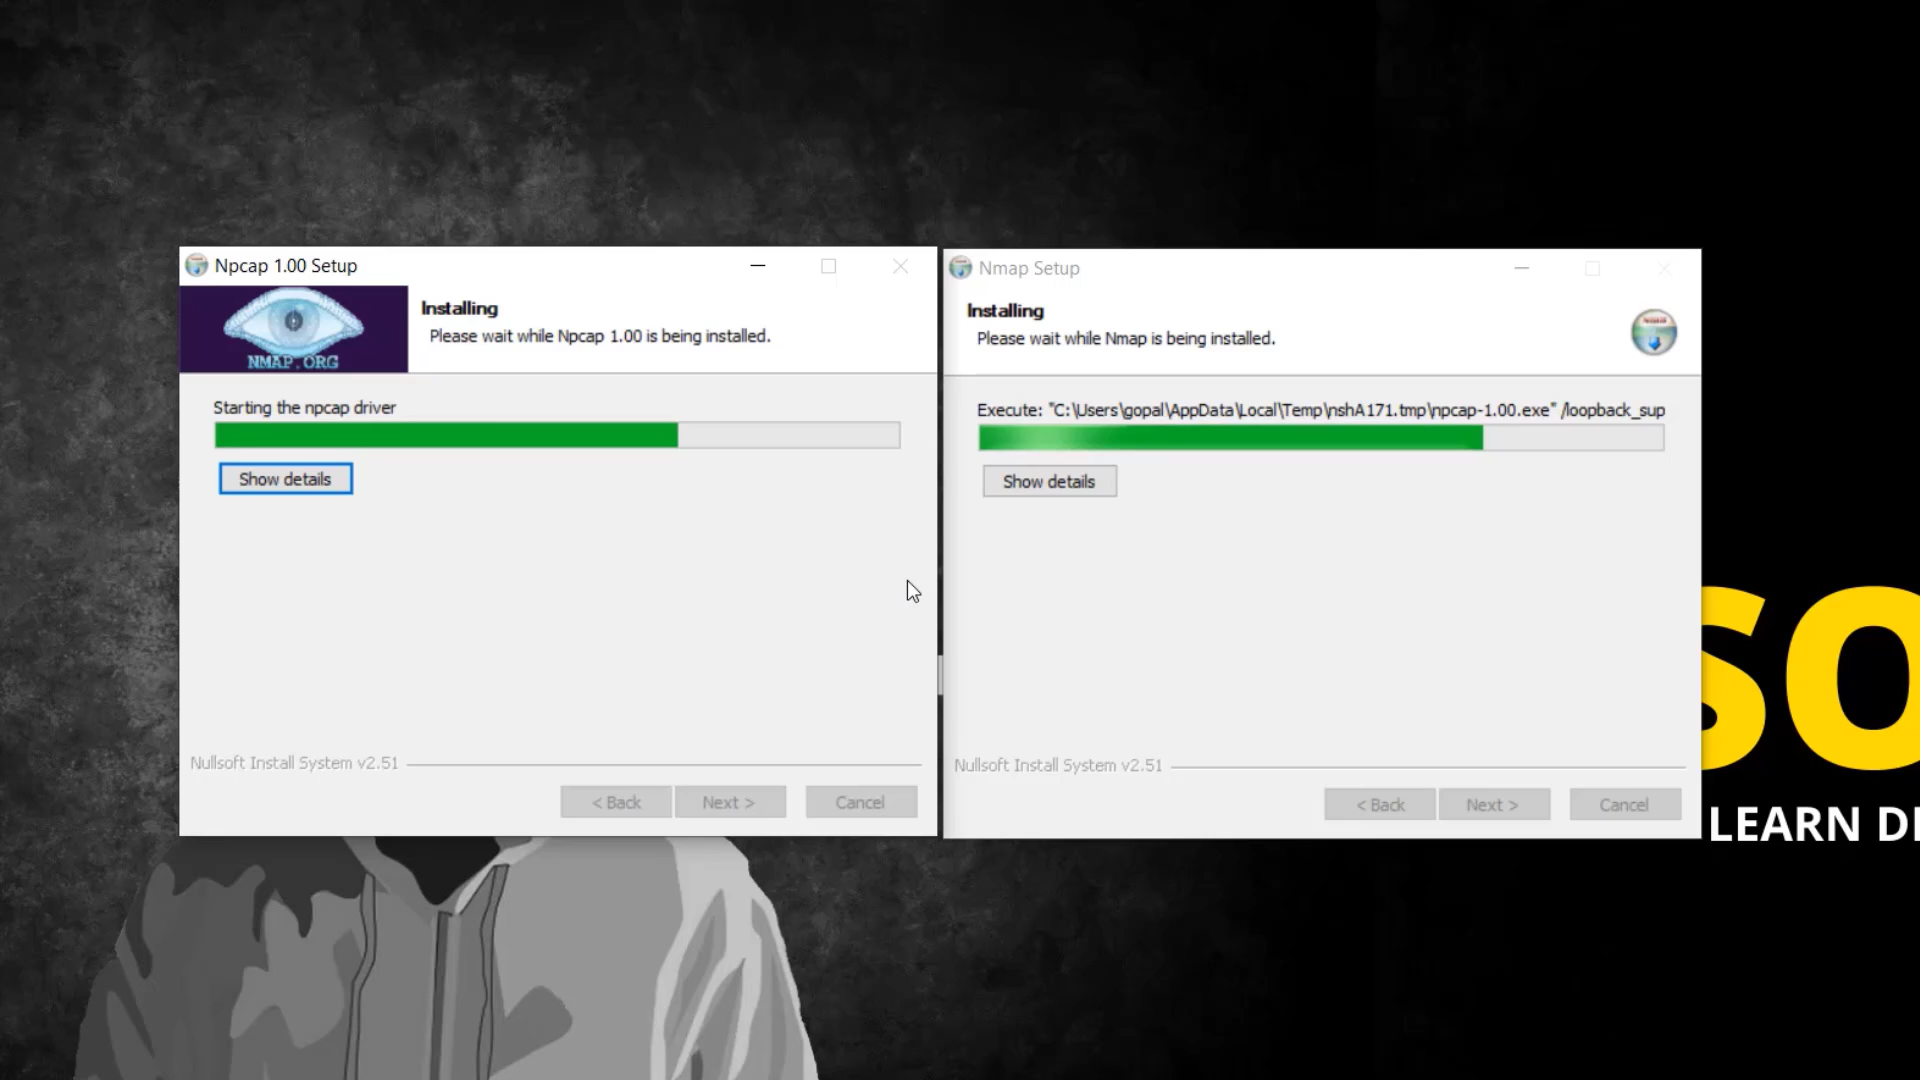 Npcap 1.00 Setup
NMAP.ORG
Installing
Please wait while Npcap 1.00 is being installed.
Starting the npcap driver
Show details
Nullsoft Install System v2.51
< Back
Next >
Cancel
Nmap Setup
Installing
Please wait while Nmap is being installed.
Execute: "C:\Users\gopal\AppData\Local\Temp\nshA171.tmp\npcap-1.00.exe" /loopback_sup
Show details
Nullsoft Install System v2.51
< Back
Next >
Cancel
SO
LEARN D